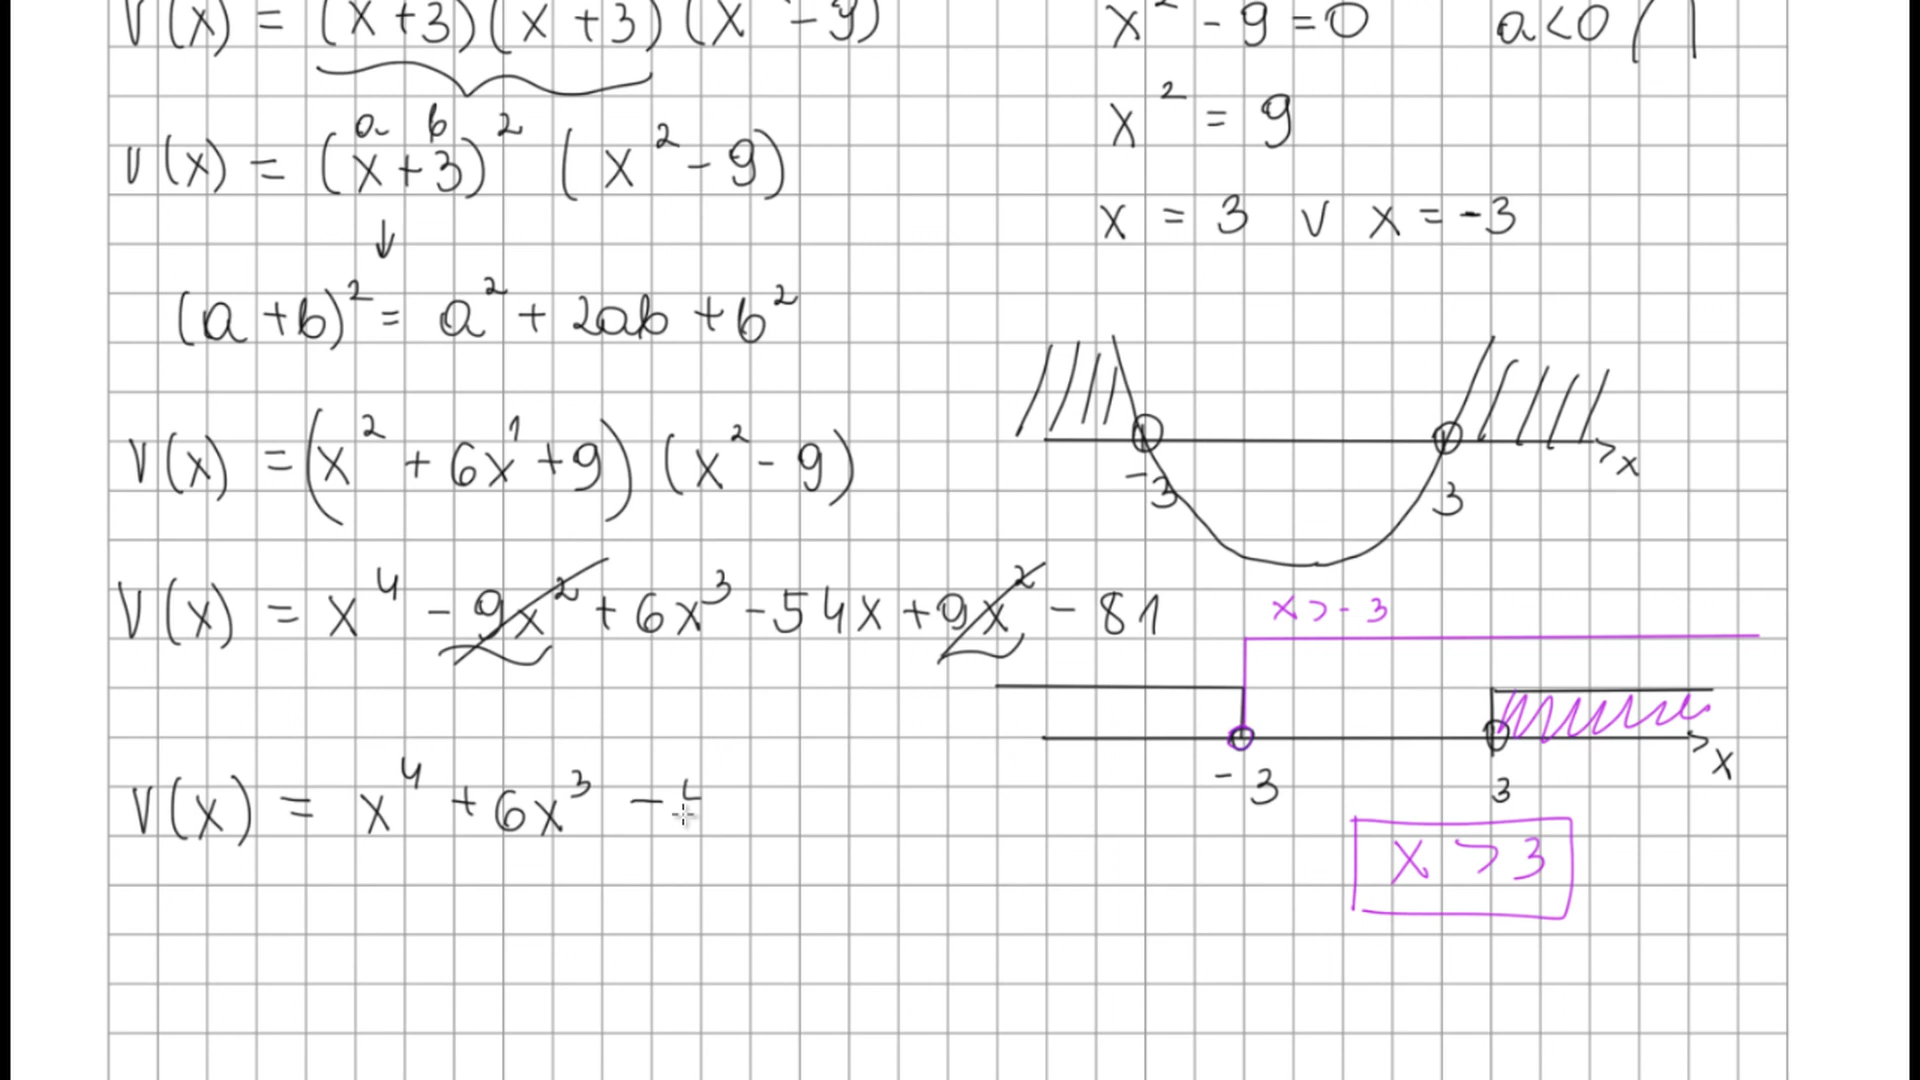 V(x) = (x+3)(x+3)(x² - 9)
a b
V(x) = (x+3)² (x² - 9)
↓
(a+b)² = a² + 2ab + b²
V(x) = (x² + 6x¹ + 9) (x² - 9)
V(x) = x⁴ - 9x² + 6x³ - 54x + 9x² - 81
V(x) = x⁴ + 6x³ -
x² - 9 = 0 a<0
x² = 9
x = 3 ∨ x = -3
-3 3 x
x > -3
-3 3 x
x > 3